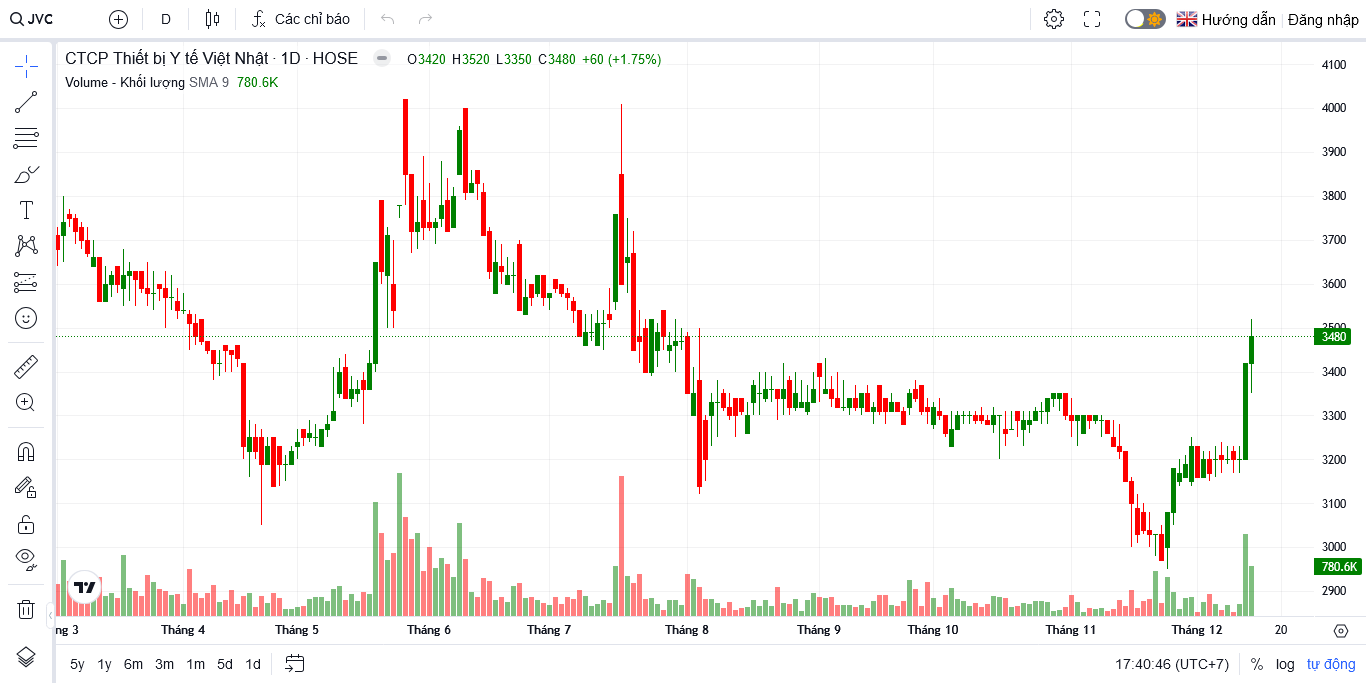 JVC D Các chỉ báo Hướng dẫn Đăng nhập
CTCP Thiết bị Y tế Việt Nhật · 1D · HOSE O3420 H3520 L3350 C3480 +60 (+1.75%)
Volume - Khối lượng SMA 9 780.6K
4100
4000
3900
3800
3700
3600
3500
3480
3400
3300
3200
3100
3000
780.6K
2900
ng 3 Tháng 4 Tháng 5 Tháng 6 Tháng 7 Tháng 8 Tháng 9 Tháng 10 Tháng 11 Tháng 12 20
5y 1y 6m 3m 1m 5d 1d 17:40:46 (UTC+7) % log tự động